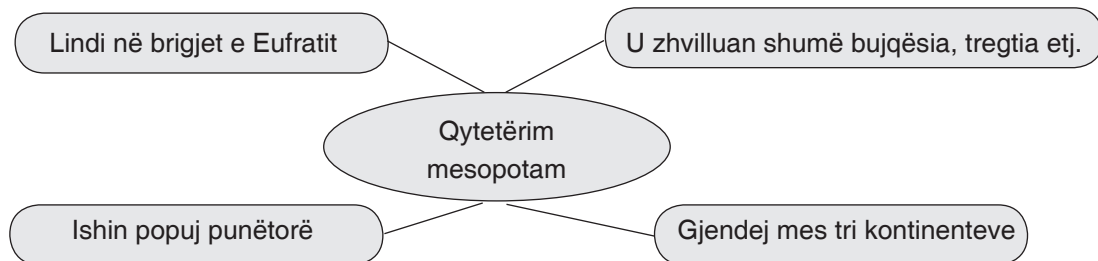 Lindi në brigjet e Eufratit
U zhvilluan shumë bujqësia, tregtia etj.
Qytetërim
mesopotam
Ishin popuj punëtorë
Gjendej mes tri kontinenteve